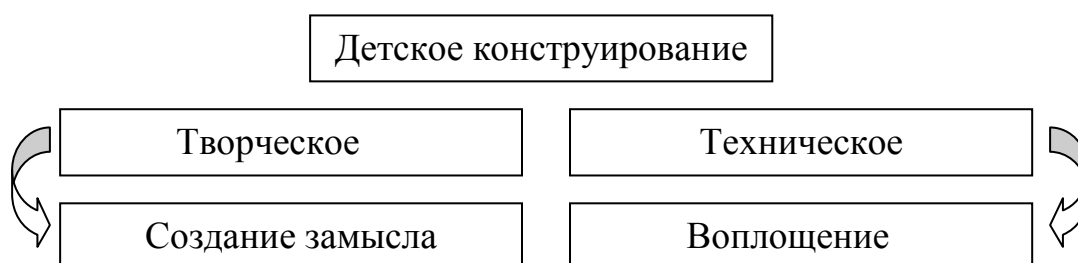 Детское конструирование
Творческое
Техническое
Создание замысла
Воплощение